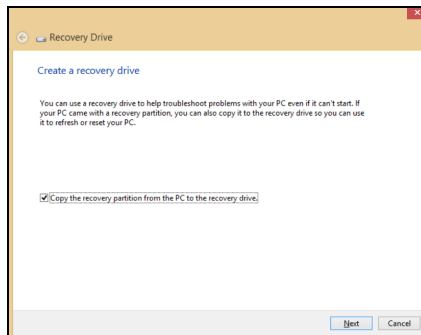 Recovery Drive
Create a recovery drive
You can use a recovery drive to help troubleshoot problems with your PC even if it can't start. If
your PC came with a recovery partition, you can also copy it to the recovery drive so you can use
it to refresh or reset your PC.
Copy the recovery partition from the PC to the recovery drive.
Next Cancel